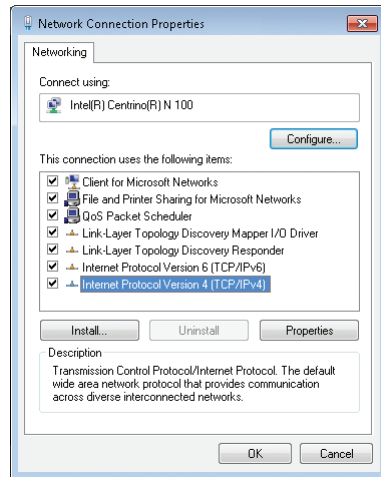 Network Connection Properties
Networking
Connect using:
Intel(R) Centrino(R) N 100
Configure...
This connection uses the following items:
Client for Microsoft Networks
File and Printer Sharing for Microsoft Networks
QoS Packet Scheduler
Link-Layer Topology Discovery Mapper I/O Driver
Link-Layer Topology Discovery Responder
Internet Protocol Version 6 (TCP/IPv6)
Internet Protocol Version 4 (TCP/IPv4)
Install... Uninstall Properties
Description
Transmission Control Protocol/Internet Protocol. The default
wide area network protocol that provides communication
across diverse interconnected networks.
OK Cancel